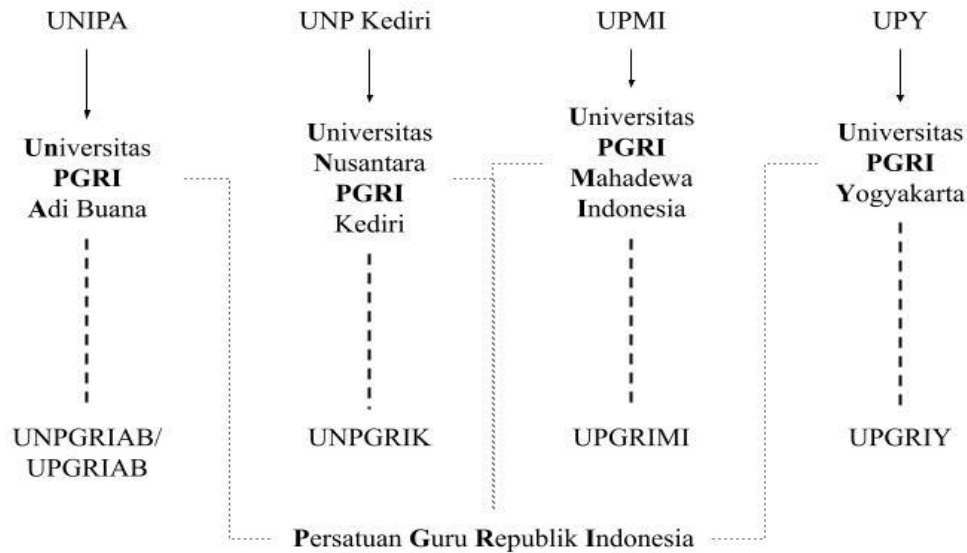 UNIPA
UNP Kediri
UPMI
UPY
Universitas
PGRI
Adi Buana
Universitas
Nusantara
PGRI
Kediri
Universitas
PGRI
Mahadewa
Indonesia
Universitas
PGRI
Yogyakarta
UNPGRIAB/
UPGRIAB
UNPGRIK
UPGRIMI
UPGRIY
Persatuan Guru Republik Indonesia